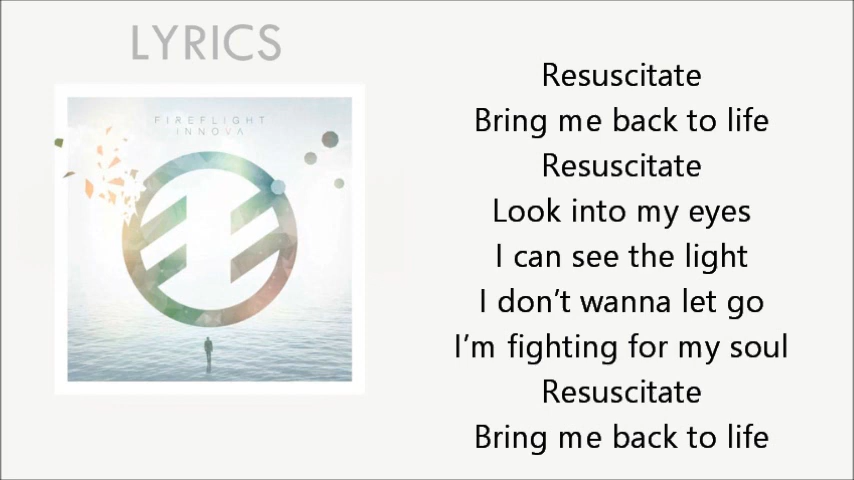 LYRICS
FIREFLIGHT
INNOVA
Resuscitate
Bring me back to life
Resuscitate
Look into my eyes
I can see the light
I don’t wanna let go
I’m fighting for my soul
Resuscitate
Bring me back to life